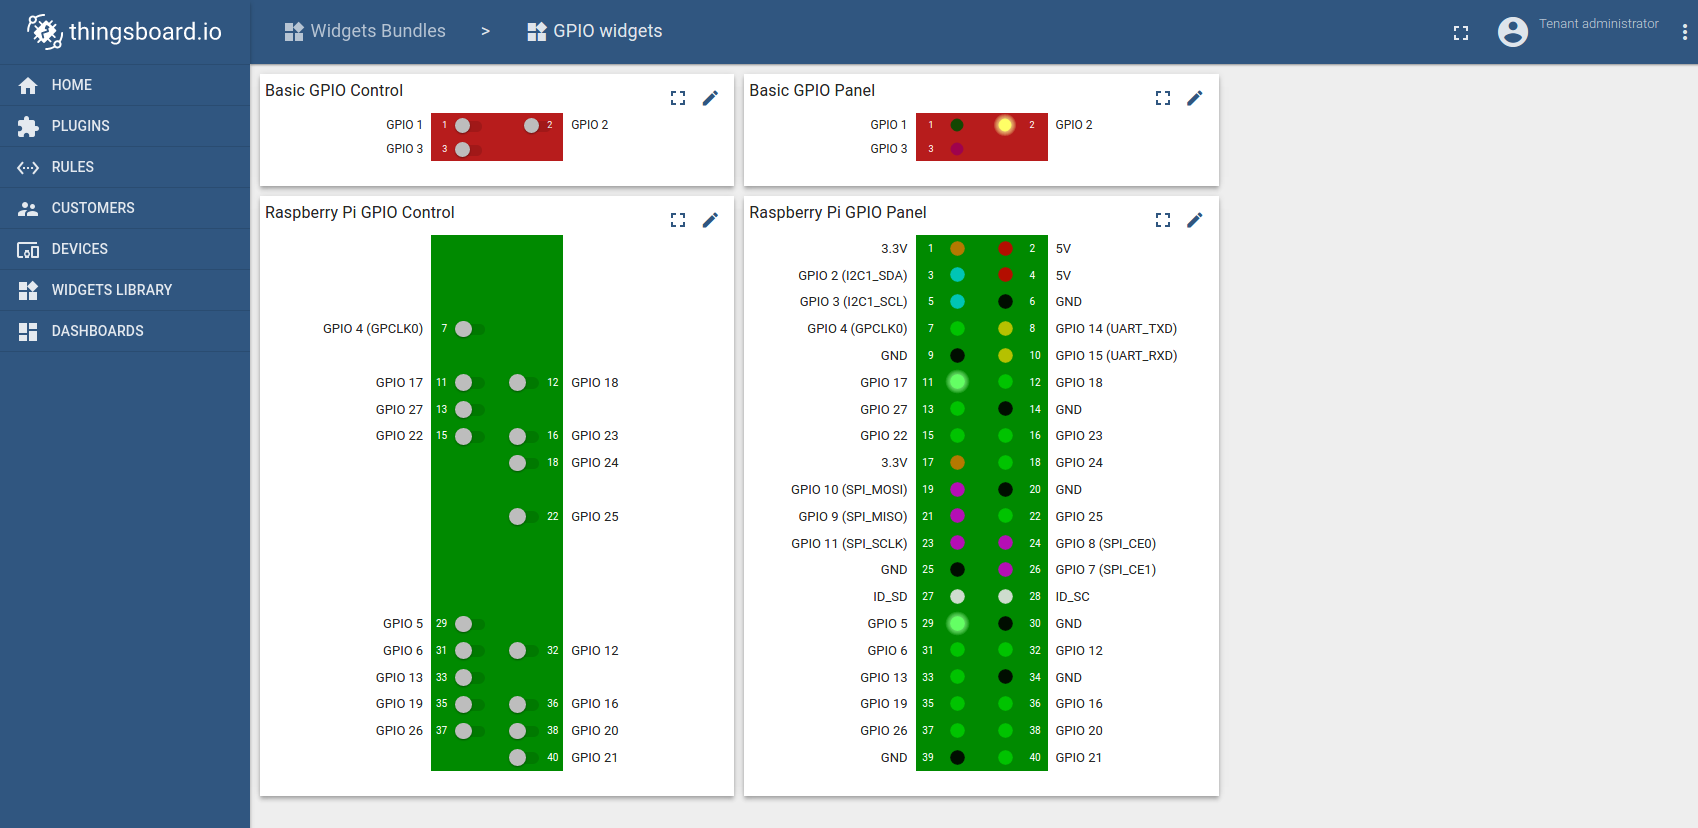 thingsboard.io
Widgets Bundles > GPIO widgets
Tenant administrator
HOME
PLUGINS
RULES
CUSTOMERS
DEVICES
WIDGETS LIBRARY
DASHBOARDS
Basic GPIO Control
GPIO 1 1 2 GPIO 2
GPIO 3 3
Basic GPIO Panel
GPIO 1 1 2 GPIO 2
GPIO 3 3
Raspberry Pi GPIO Control
GPIO 4 (GPCLK0) 7
GPIO 17 11 12 GPIO 18
GPIO 27 13
GPIO 22 15 16 GPIO 23
18 GPIO 24
22 GPIO 25
GPIO 5 29
GPIO 6 31 32 GPIO 12
GPIO 13 33
GPIO 19 35 36 GPIO 16
GPIO 26 37 38 GPIO 20
40 GPIO 21
Raspberry Pi GPIO Panel
3.3V 1 2 5V
GPIO 2 (I2C1_SDA) 3 4 5V
GPIO 3 (I2C1_SCL) 5 6 GND
GPIO 4 (GPCLK0) 7 8 GPIO 14 (UART_TXD)
GND 9 10 GPIO 15 (UART_RXD)
GPIO 17 11 12 GPIO 18
GPIO 27 13 14 GND
GPIO 22 15 16 GPIO 23
3.3V 17 18 GPIO 24
GPIO 10 (SPI_MOSI) 19 20 GND
GPIO 9 (SPI_MISO) 21 22 GPIO 25
GPIO 11 (SPI_SCLK) 23 24 GPIO 8 (SPI_CE0)
GND 25 26 GPIO 7 (SPI_CE1)
ID_SD 27 28 ID_SC
GPIO 5 29 30 GND
GPIO 6 31 32 GPIO 12
GPIO 13 33 34 GND
GPIO 19 35 36 GPIO 16
GPIO 26 37 38 GPIO 20
GND 39 40 GPIO 21